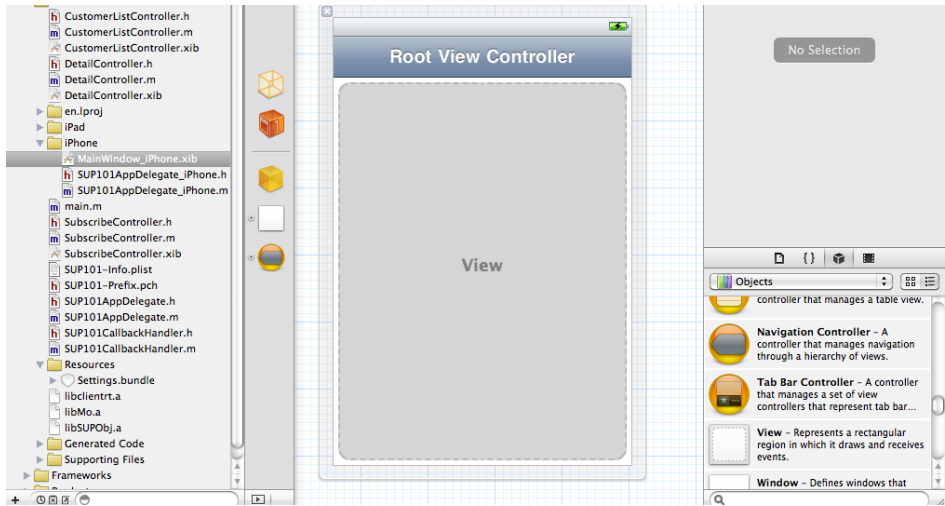 CustomerListController.h
CustomerListController.m
CustomerListController.xib
DetailController.h
DetailController.m
DetailController.xib
en.lproj
iPad
iPhone
MainWindow_iPhone.xib
SUP101AppDelegate_iPhone.h
SUP101AppDelegate_iPhone.m
main.m
SubscribeController.h
SubscribeController.m
SubscribeController.xib
SUP101-Info.plist
SUP101-Prefix.pch
SUP101AppDelegate.h
SUP101AppDelegate.m
SUP101CallbackHandler.h
SUP101CallbackHandler.m
Resources
Settings.bundle
libclientrt.a
libMo.a
libSUPObj.a
Generated Code
Supporting Files
Frameworks
Root View Controller
View
No Selection
Objects
controller that manages a table view.
Navigation Controller – A
controller that manages navigation
through a hierarchy of views.
Tab Bar Controller – A controller
that manages a set of view
controllers that represent tab bar...
View – Represents a rectangular
region in which it draws and receives
events.
Window – Defines windows that